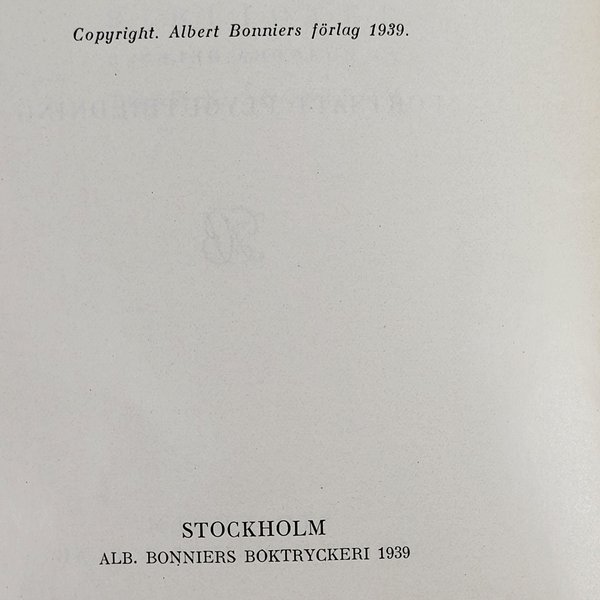 Copyright. Albert Bonniers förlag 1939.
STOCKHOLM
ALB. BONNIERS BOKTRYCKERI 1939